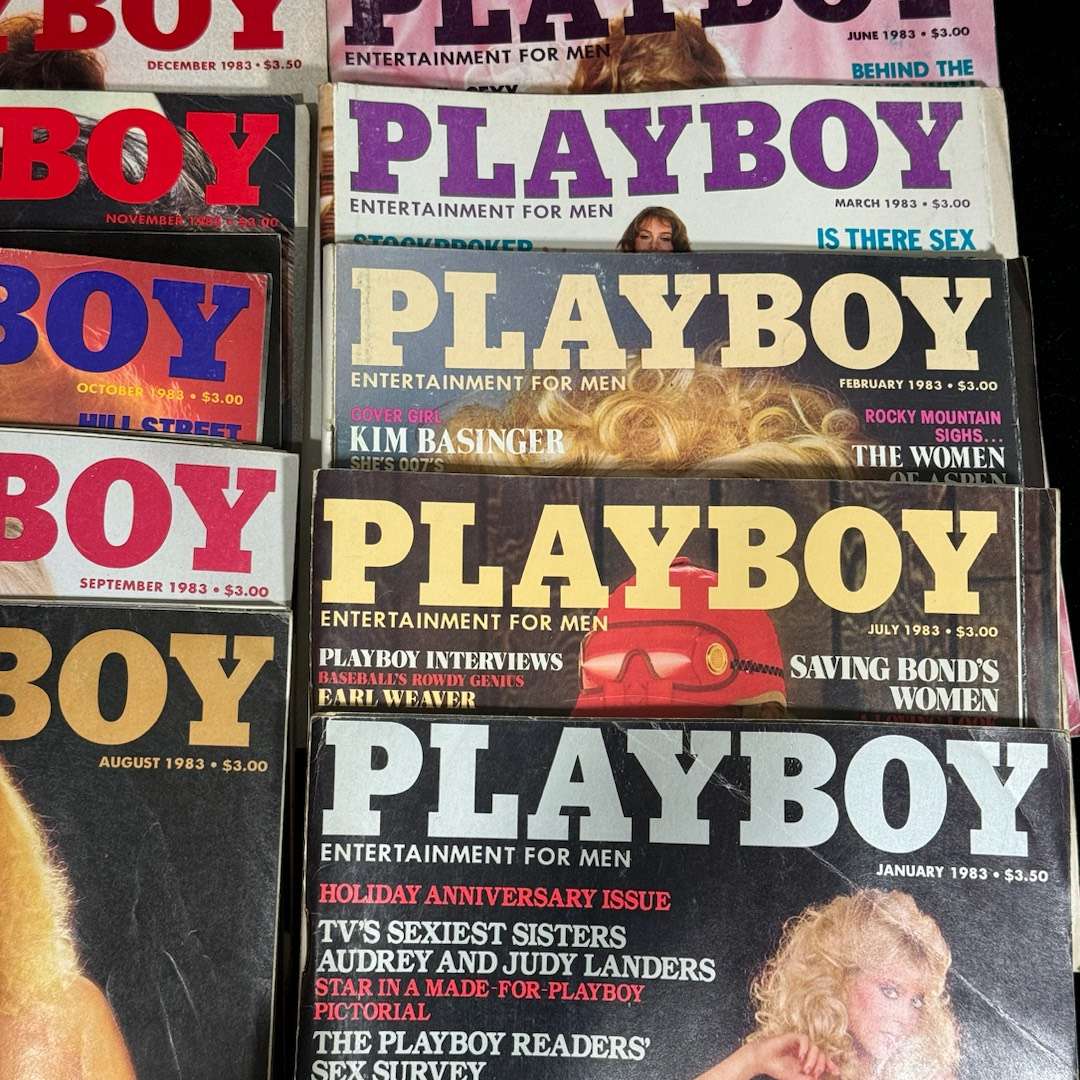 BOY
DECEMBER 1983 • $3.50
BOY
NOVEMBER 1983 • $3.00
BOY
OCTOBER 1983 • $3.00
HILL STREET
BOY
SEPTEMBER 1983 • $3.00
BOY
AUGUST 1983 • $3.00
PLAYBOY
ENTERTAINMENT FOR MEN
JUNE 1983 • $3.00
SEXY
BEHIND THE
PLAYBOY
ENTERTAINMENT FOR MEN
MARCH 1983 • $3.00
STOCKBROKER
IS THERE SEX
PLAYBOY
ENTERTAINMENT FOR MEN
FEBRUARY 1983 • $3.00
COVER GIRL
KIM BASINGER
SHE'S 007'S
ROCKY MOUNTAIN
SIGHS...
THE WOMEN
OF ASPEN
PLAYBOY
ENTERTAINMENT FOR MEN
JULY 1983 • $3.00
PLAYBOY INTERVIEWS
BASEBALL'S ROWDY GENIUS
EARL WEAVER
SAVING BOND'S
WOMEN
A LOVING LOOK
PLAYBOY
ENTERTAINMENT FOR MEN
JANUARY 1983 • $3.50
HOLIDAY ANNIVERSARY ISSUE
TV'S SEXIEST SISTERS
AUDREY AND JUDY LANDERS
STAR IN A MADE-FOR-PLAYBOY
PICTORIAL
THE PLAYBOY READERS'
SEX SURVEY